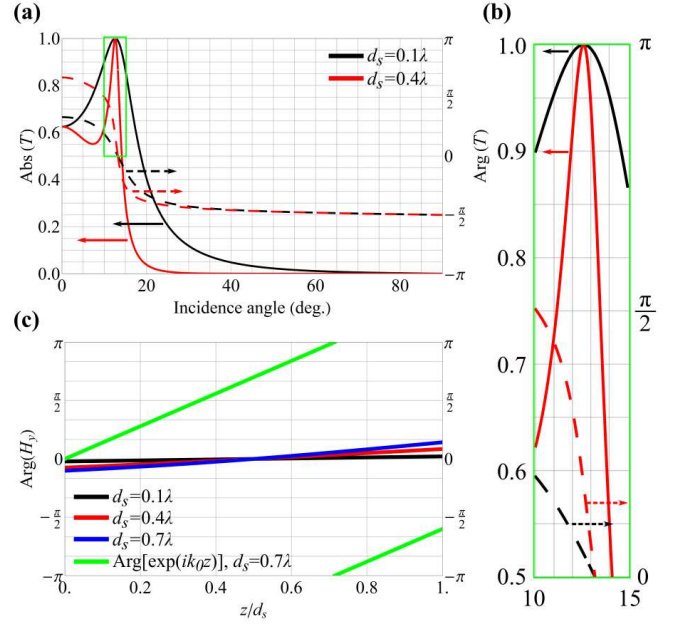 (a)
π
1.0
0.8
0.6
0.4
0.2
0.0
Abs (T)
d_s=0.1λ
d_s=0.4λ
π/2
0
−π/2
−π
0
20
40
60
80
Incidence angle (deg.)
(b)
π
1.0
0.9
0.8
0.7
0.6
0.5
Arg (T)
π/2
0
10
15
(c)
π
π/2
0
−π/2
−π
Arg(H_y)
d_s=0.1λ
d_s=0.4λ
d_s=0.7λ
Arg[exp(ik_0z)], d_s=0.7λ
π
π/2
0
−π/2
−π
0
0.2
0.4
0.6
0.8
1.0
z/d_s